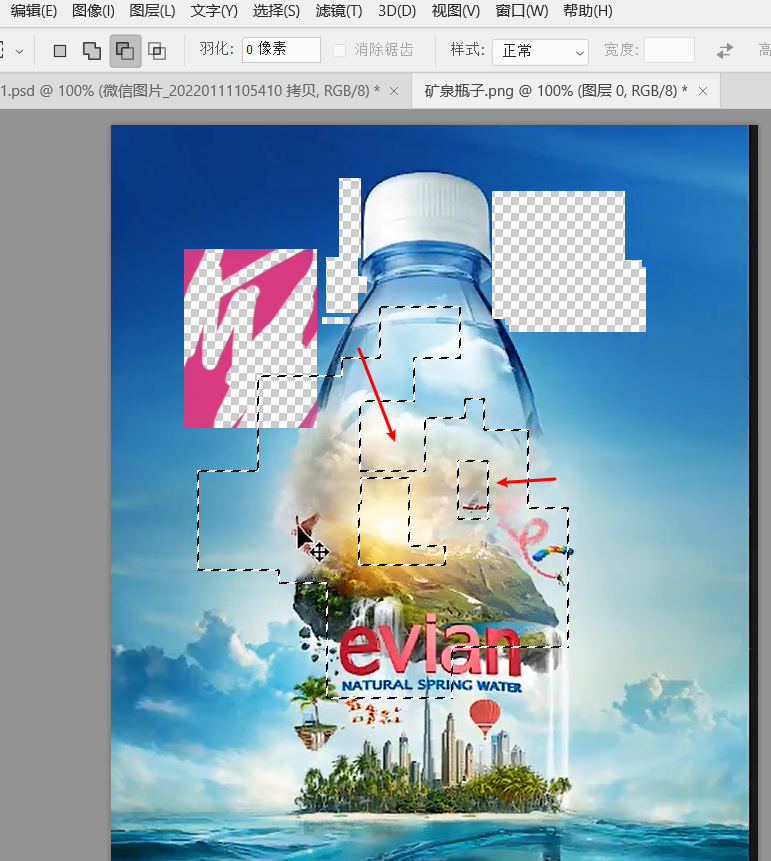 编辑(E) 图像(I) 图层(L) 文字(Y) 选择(S) 滤镜(T) 3D(D) 视图(V) 窗口(W) 帮助(H)
羽化: 0 像素 消除锯齿 样式: 正常 宽度: 高
1.psd @ 100% (微信图片_20220111105410 拷贝, RGB/8) * × 矿泉瓶子.png @ 100% (图层 0, RGB/8) * ×
evian
NATURAL SPRING WATER